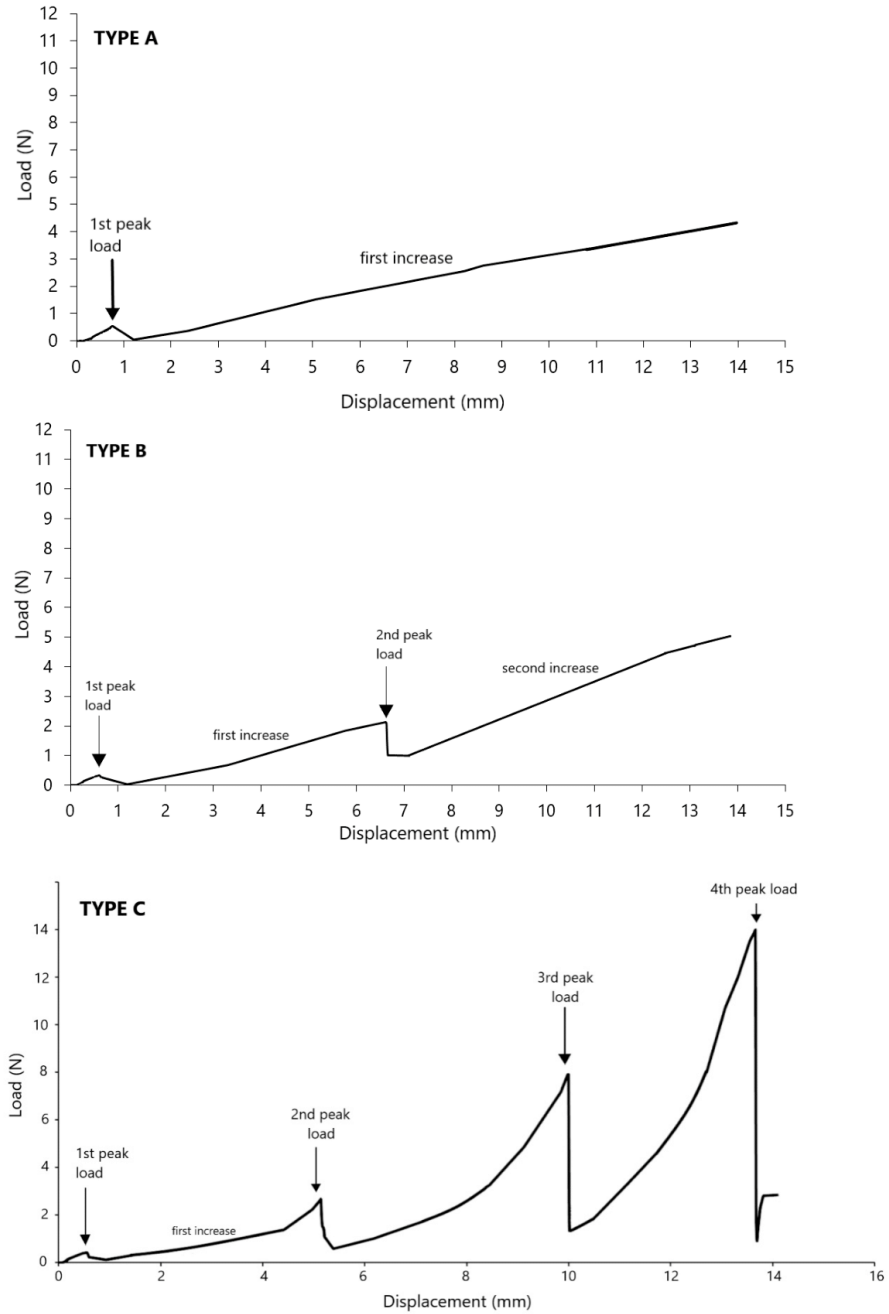 12
TYPE A
11
10
9
8
7
6
5
4
3
2
1
0
Load (N)
1st peak
load
first increase
0 1 2 3 4 5 6 7 8 9 10 11 12 13 14 15
Displacement (mm)
12
TYPE B
11
10
9
8
7
6
5
4
3
2
1
0
Load (N)
1st peak
load
first increase
2nd peak
load
second increase
0 1 2 3 4 5 6 7 8 9 10 11 12 13 14 15
Displacement (mm)
TYPE C
14
12
10
8
6
4
2
0
Load (N)
1st peak
load
first increase
2nd peak
load
3rd peak
load
4th peak load
0 2 4 6 8 10 12 14 16
Displacement (mm)